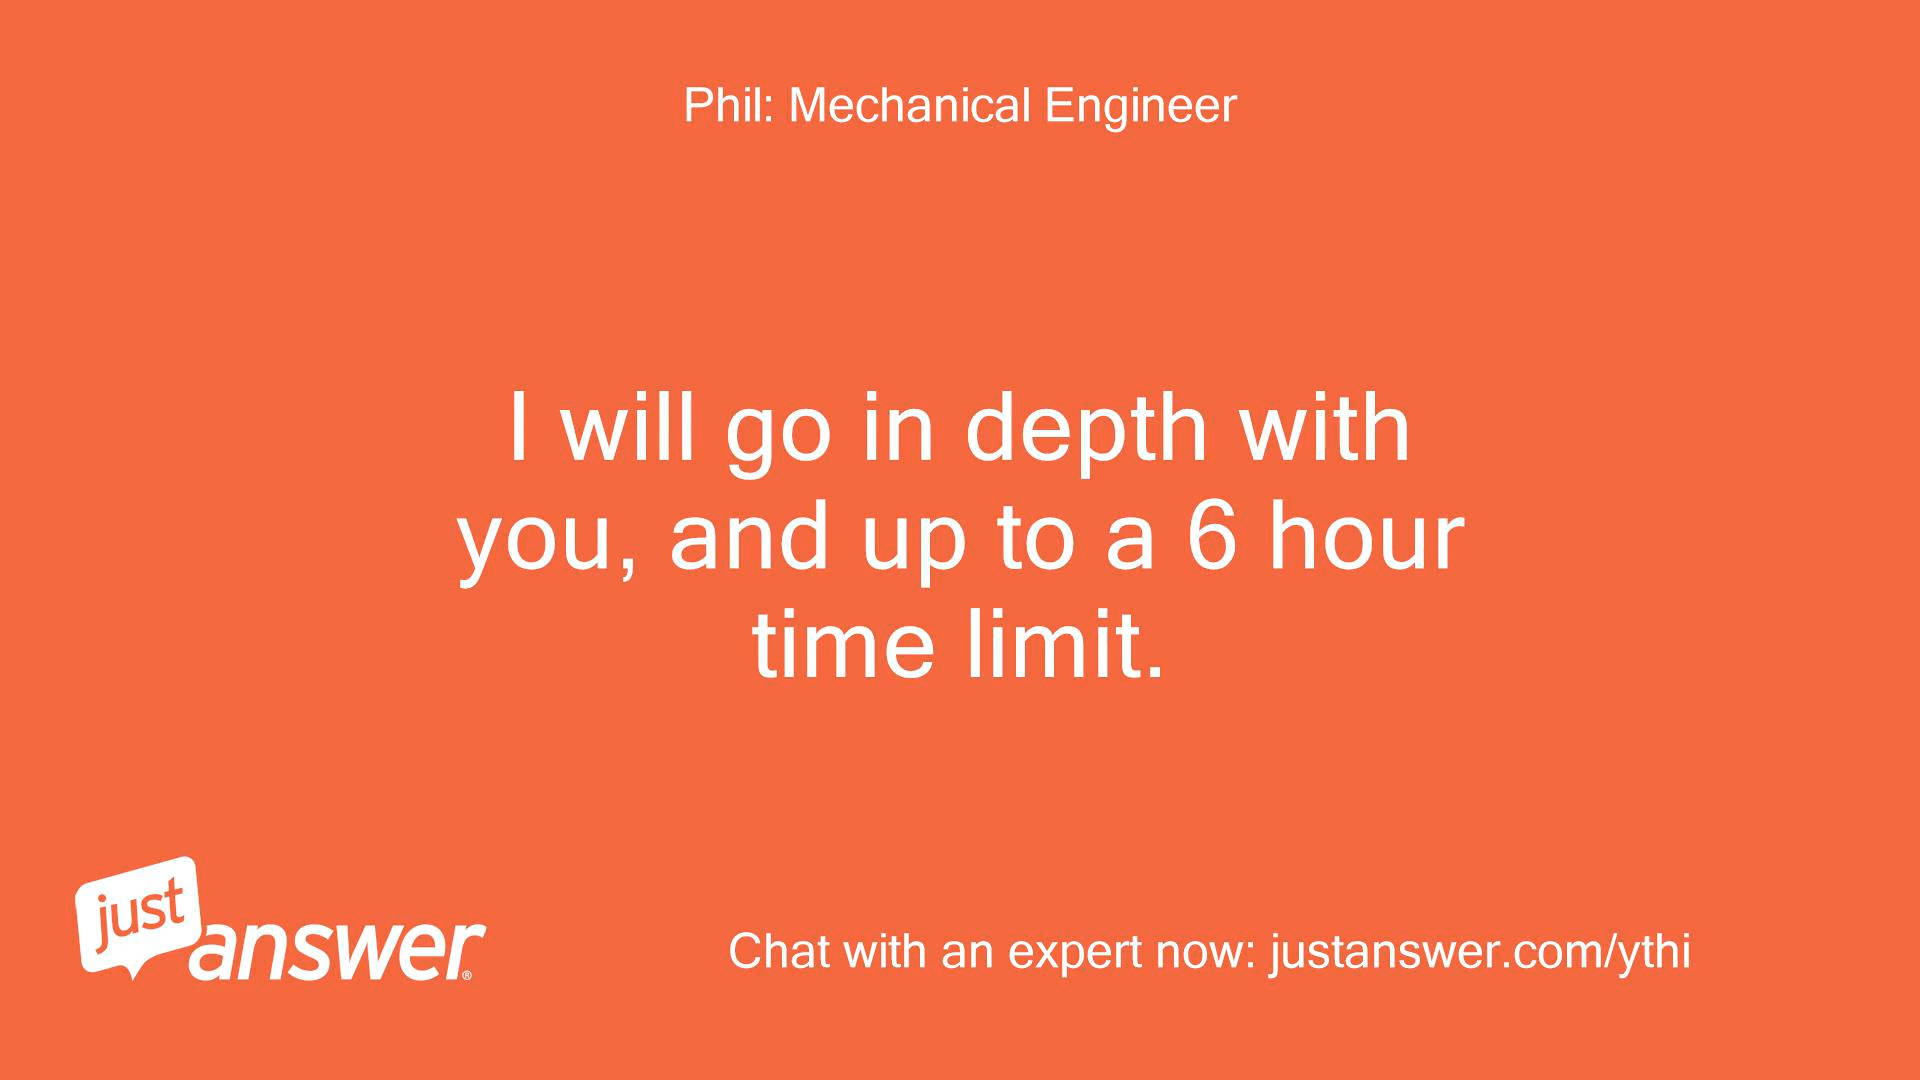 Phil: Mechanical Engineer
I will go in depth with
you, and up to a 6 hour
time limit.
just
answer®
Chat with an expert now: justanswer.com/ythi